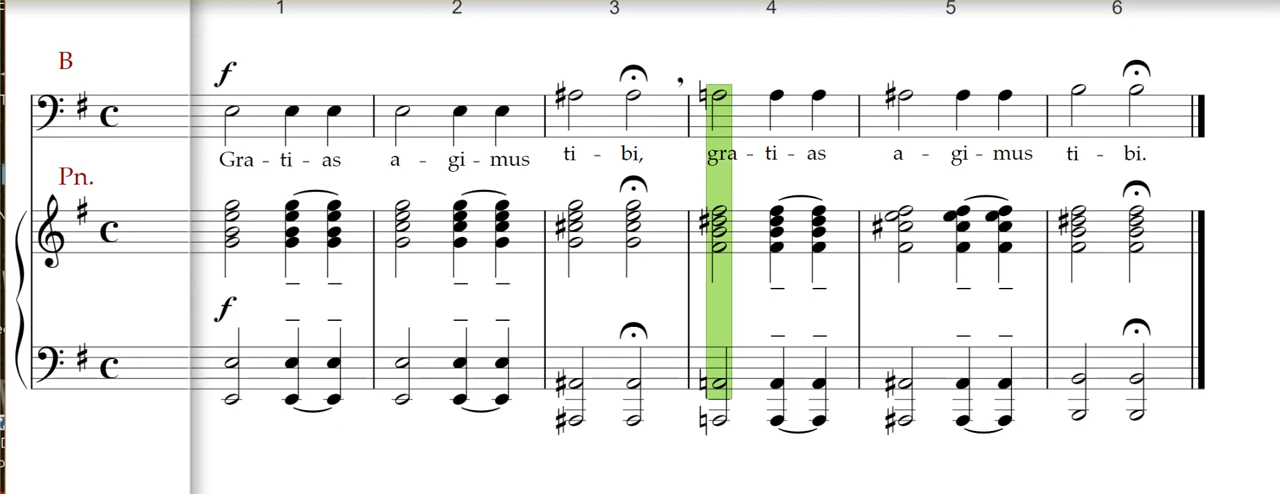 1 2 3 4 5 6
B
f
Gra - ti - as a - gi - mus ti - bi, gra - ti - as a - gi - mus ti - bi.
Pn.
f